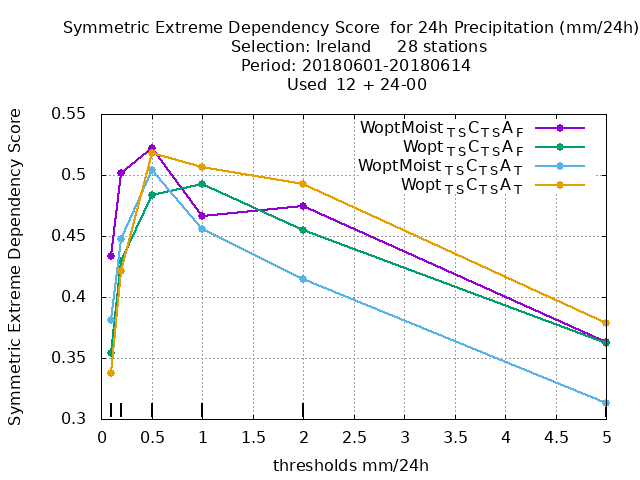 Symmetric Extreme Dependency Score  for 24h Precipitation (mm/24h)
Selection: Ireland     28 stations
Period: 20180601-20180614
Used  12 + 24-00
Symmetric Extreme Dependency Score
0.55
0.5
0.45
0.4
0.35
0.3
WoptMoist TS C TS A F
Wopt TS C TS A F
WoptMoist TS C TS A T
Wopt TS C TS A T
0 0.5 1 1.5 2 2.5 3 3.5 4 4.5 5
thresholds mm/24h